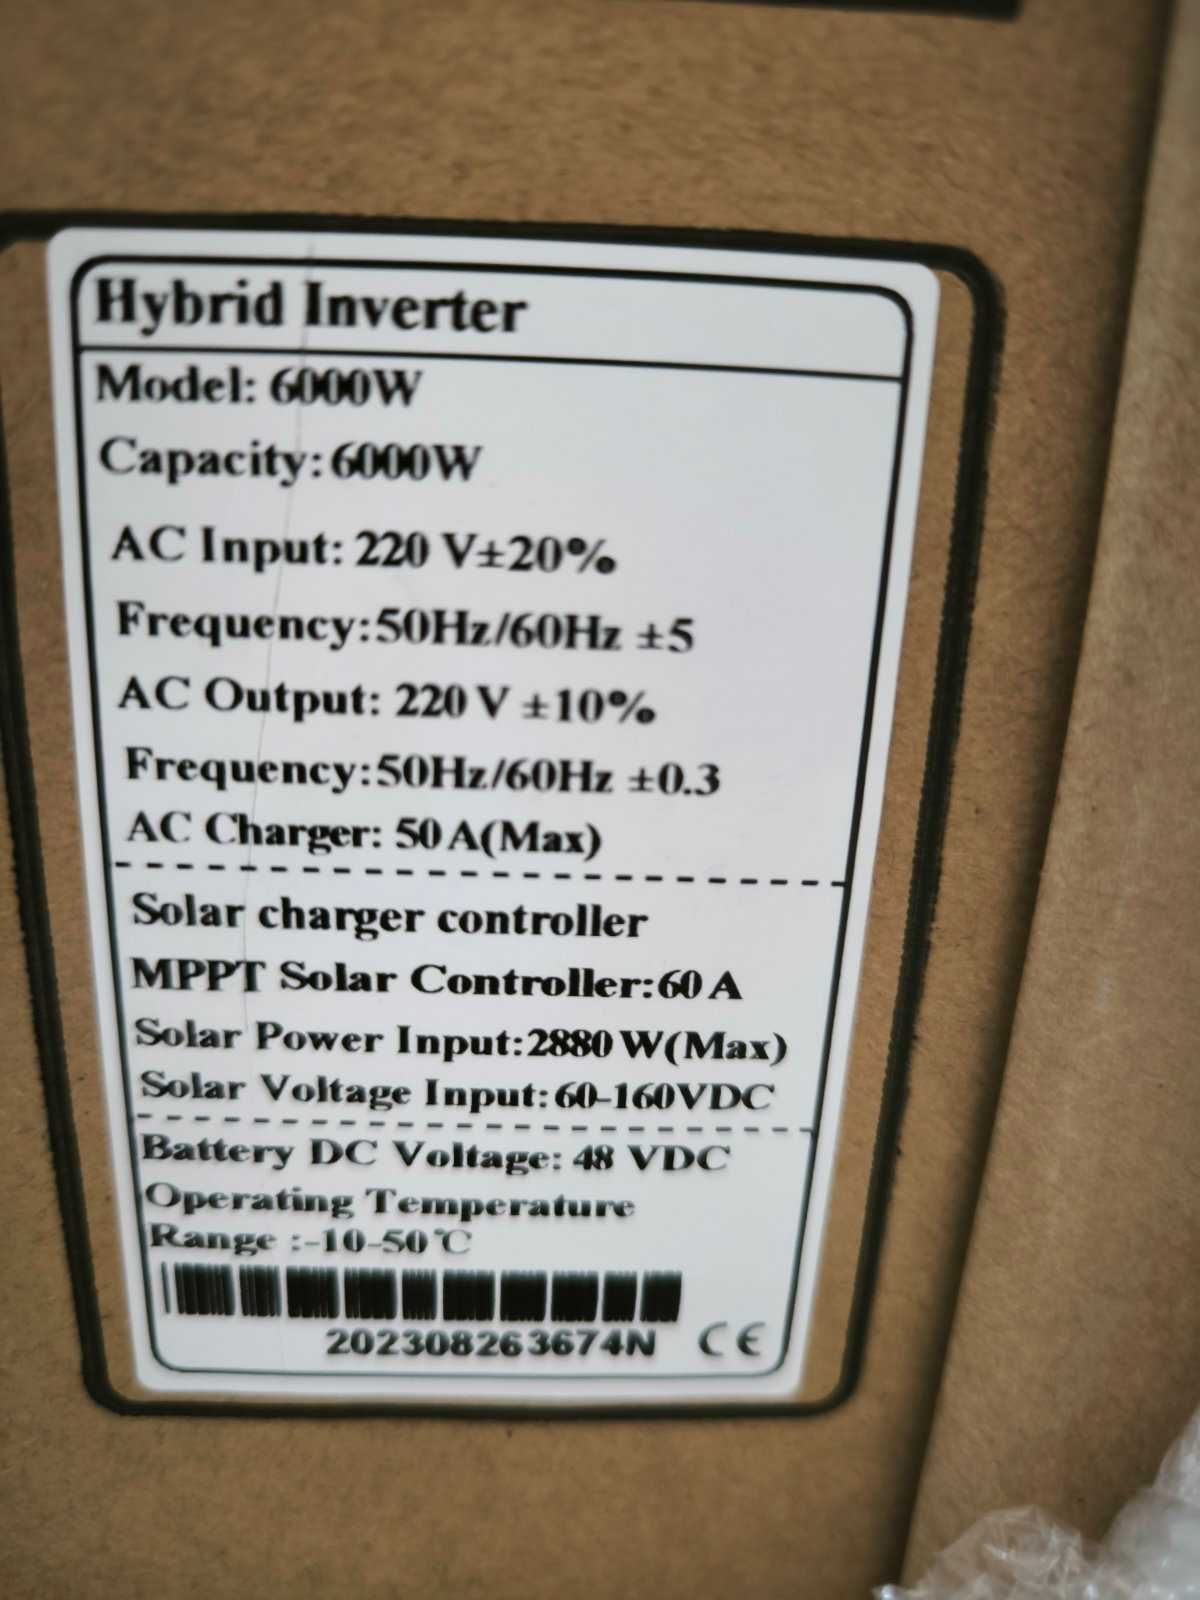 Hybrid Inverter
Model: 6000W
Capacity: 6000W
AC Input: 220 V±20%
Frequency:50Hz/60Hz ±5
AC Output: 220 V ±10%
Frequency:50Hz/60Hz ±0.3
AC Charger: 50 A(Max)
Solar charger controller
MPPT Solar Controller:60 A
Solar Power Input:2880 W(Max)
Solar Voltage Input:60-160VDC
Battery DC Voltage: 48 VDC
Operating Temperature
Range :-10-50℃
202308263674N CE